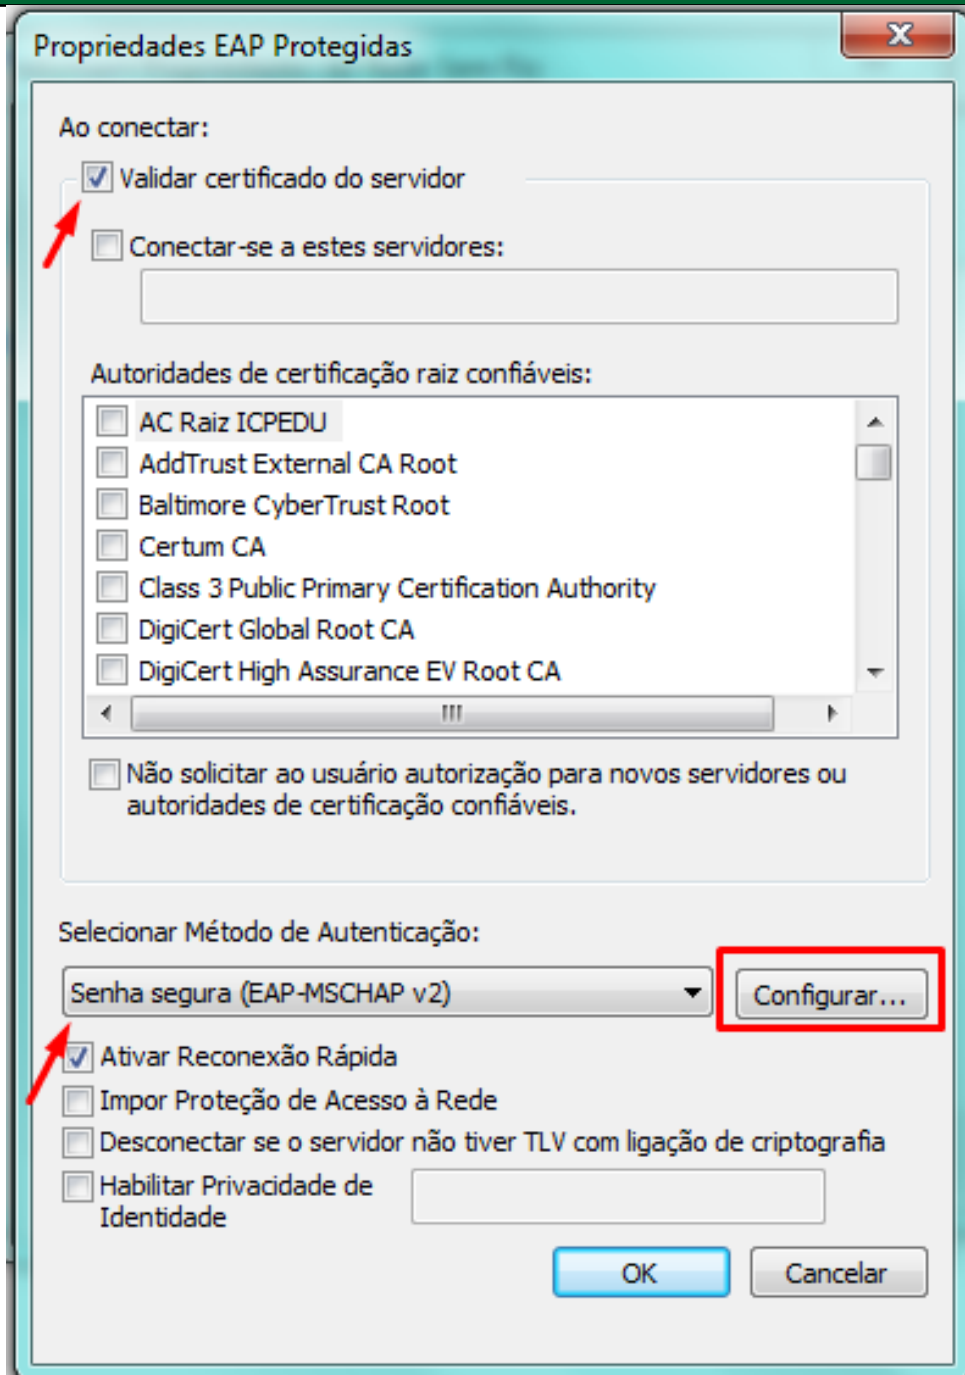 Propriedades EAP Protegidas
Ao conectar:
Validar certificado do servidor
Conectar-se a estes servidores:
Autoridades de certificação raiz confiáveis:
AC Raiz ICPEDU
AddTrust External CA Root
Baltimore CyberTrust Root
Certum CA
Class 3 Public Primary Certification Authority
DigiCert Global Root CA
DigiCert High Assurance EV Root CA
Não solicitar ao usuário autorização para novos servidores ou
autoridades de certificação confiáveis.
Selecionar Método de Autenticação:
Senha segura (EAP-MSCHAP v2)
Configurar...
Ativar Reconexão Rápida
Impor Proteção de Acesso à Rede
Desconectar se o servidor não tiver TLV com ligação de criptografia
Habilitar Privacidade de
Identidade
OK
Cancelar